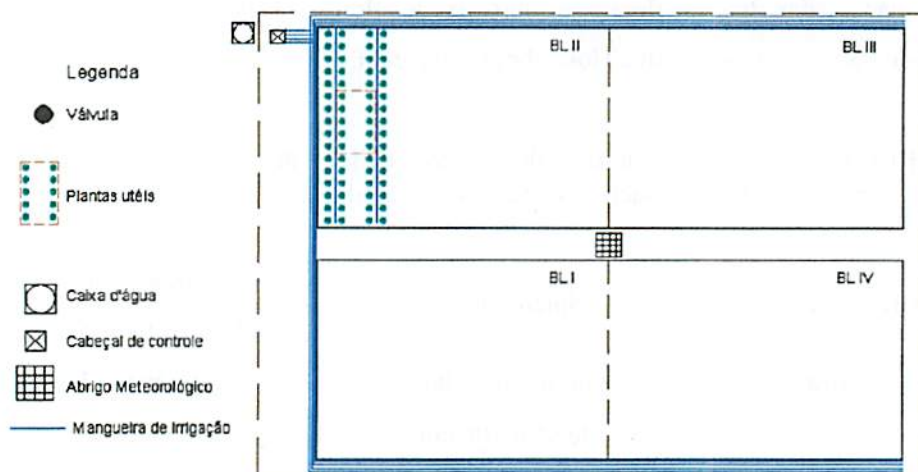 Legenda
Válvula
Plantas utéis
Caixa d'água
Cabeçal de controle
Abrigo Meteorológico
Mangueira de Irrigação
BL II
BL III
BL I
BL IV